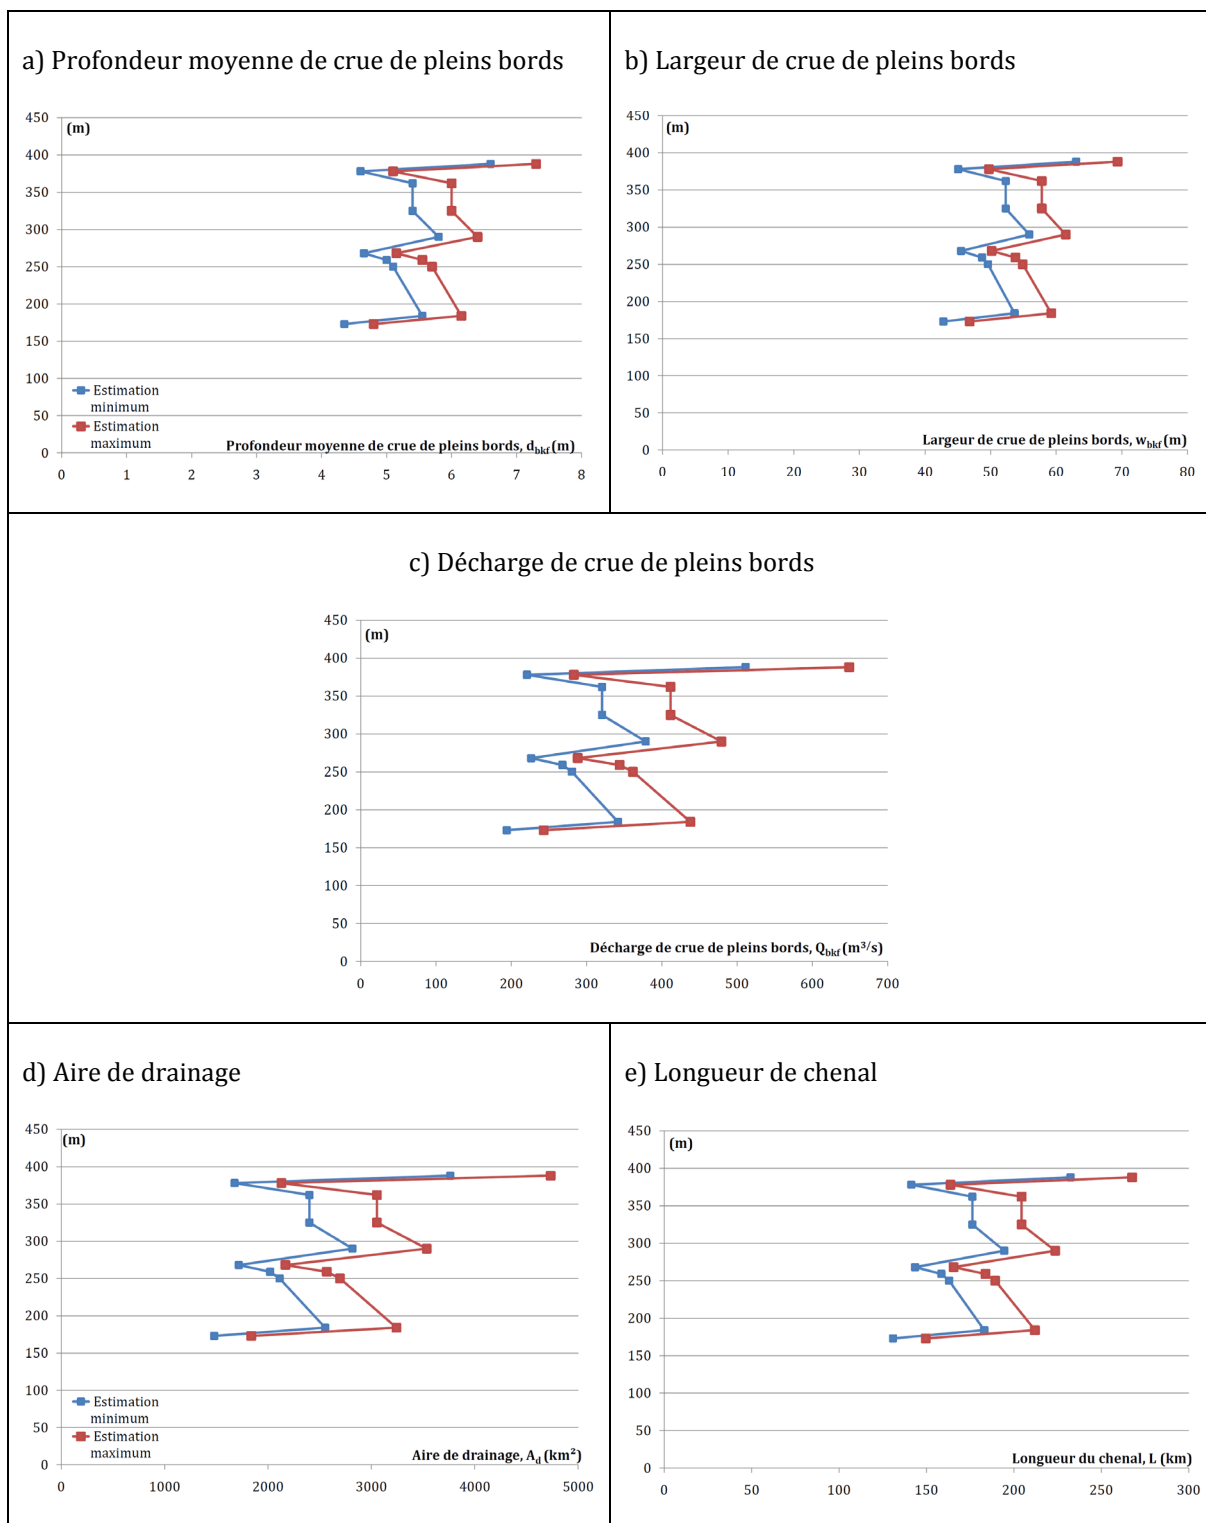 a) Profondeur moyenne de crue de pleins bords
450
400
350
300
250
200
150
100
50
0
(m)
Estimation
minimum
Estimation
maximum
Profondeur moyenne de crue de pleins bords, d_bkf (m)
0 1 2 3 4 5 6 7 8
b) Largeur de crue de pleins bords
450
400
350
300
250
200
150
100
50
0
(m)
Largeur de crue de pleins bords, w_bkf (m)
0 10 20 30 40 50 60 70 80
c) Décharge de crue de pleins bords
450
400
350
300
250
200
150
100
50
0
(m)
Décharge de crue de pleins bords, Q_bkf (m³/s)
0 100 200 300 400 500 600 700
d) Aire de drainage
450
400
350
300
250
200
150
100
50
0
(m)
Estimation
minimum
Estimation
maximum
Aire de drainage, A_d (km²)
0 1000 2000 3000 4000 5000
e) Longueur de chenal
450
400
350
300
250
200
150
100
50
0
(m)
Longueur du chenal, L (km)
0 50 100 150 200 250 300